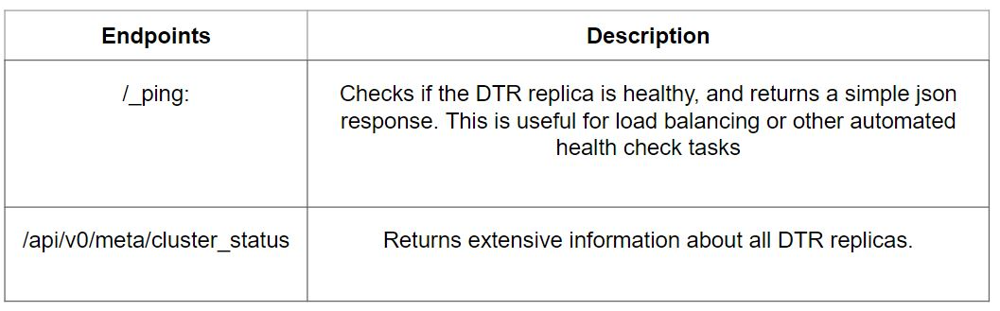 Endpoints
Description
/_ping:
Checks if the DTR replica is healthy, and returns a simple json
response. This is useful for load balancing or other automated
health check tasks
/api/v0/meta/cluster_status
Returns extensive information about all DTR replicas.